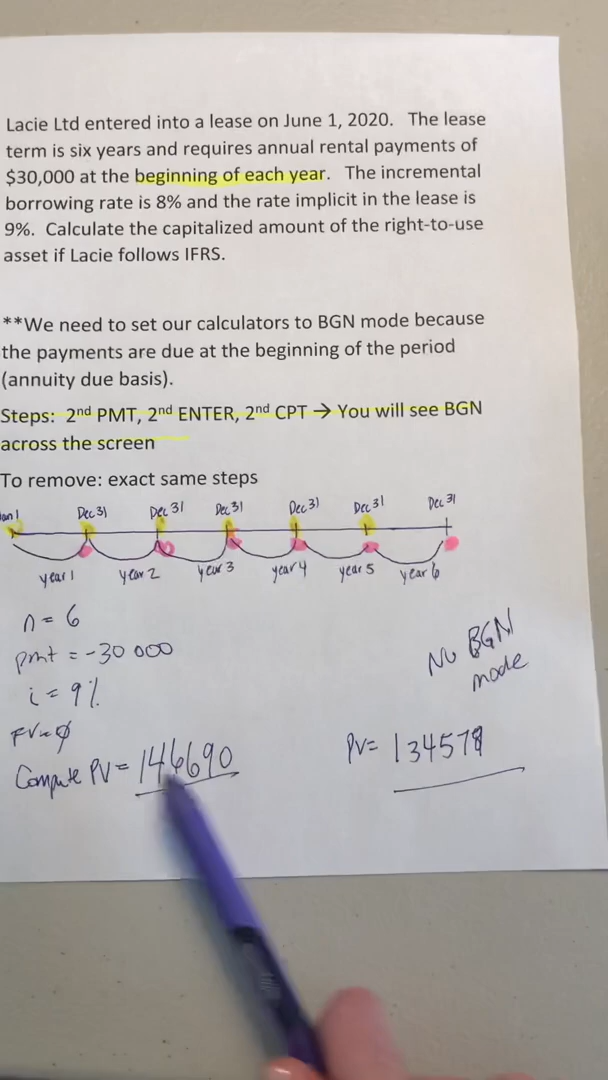 Lacie Ltd entered into a lease on June 1, 2020. The lease
term is six years and requires annual rental payments of
$30,000 at the beginning of each year. The incremental
borrowing rate is 8% and the rate implicit in the lease is
9%. Calculate the capitalized amount of the right-to-use
asset if Lacie follows IFRS.
**We need to set our calculators to BGN mode because
the payments are due at the beginning of the period
(annuity due basis).
Steps: 2nd PMT, 2nd ENTER, 2nd CPT → You will see BGN
across the screen
To remove: exact same steps
an 1 Dec 31 Dec 31 Dec 31 Dec 31 Dec 31 Dec 31
year 1 year 2 year 3 year 4 year 5 year 6
n = 6
pmt = -30 000
i = 9%
FV = 0
Compute PV = 146690
No BGN
mode
PV = 134578